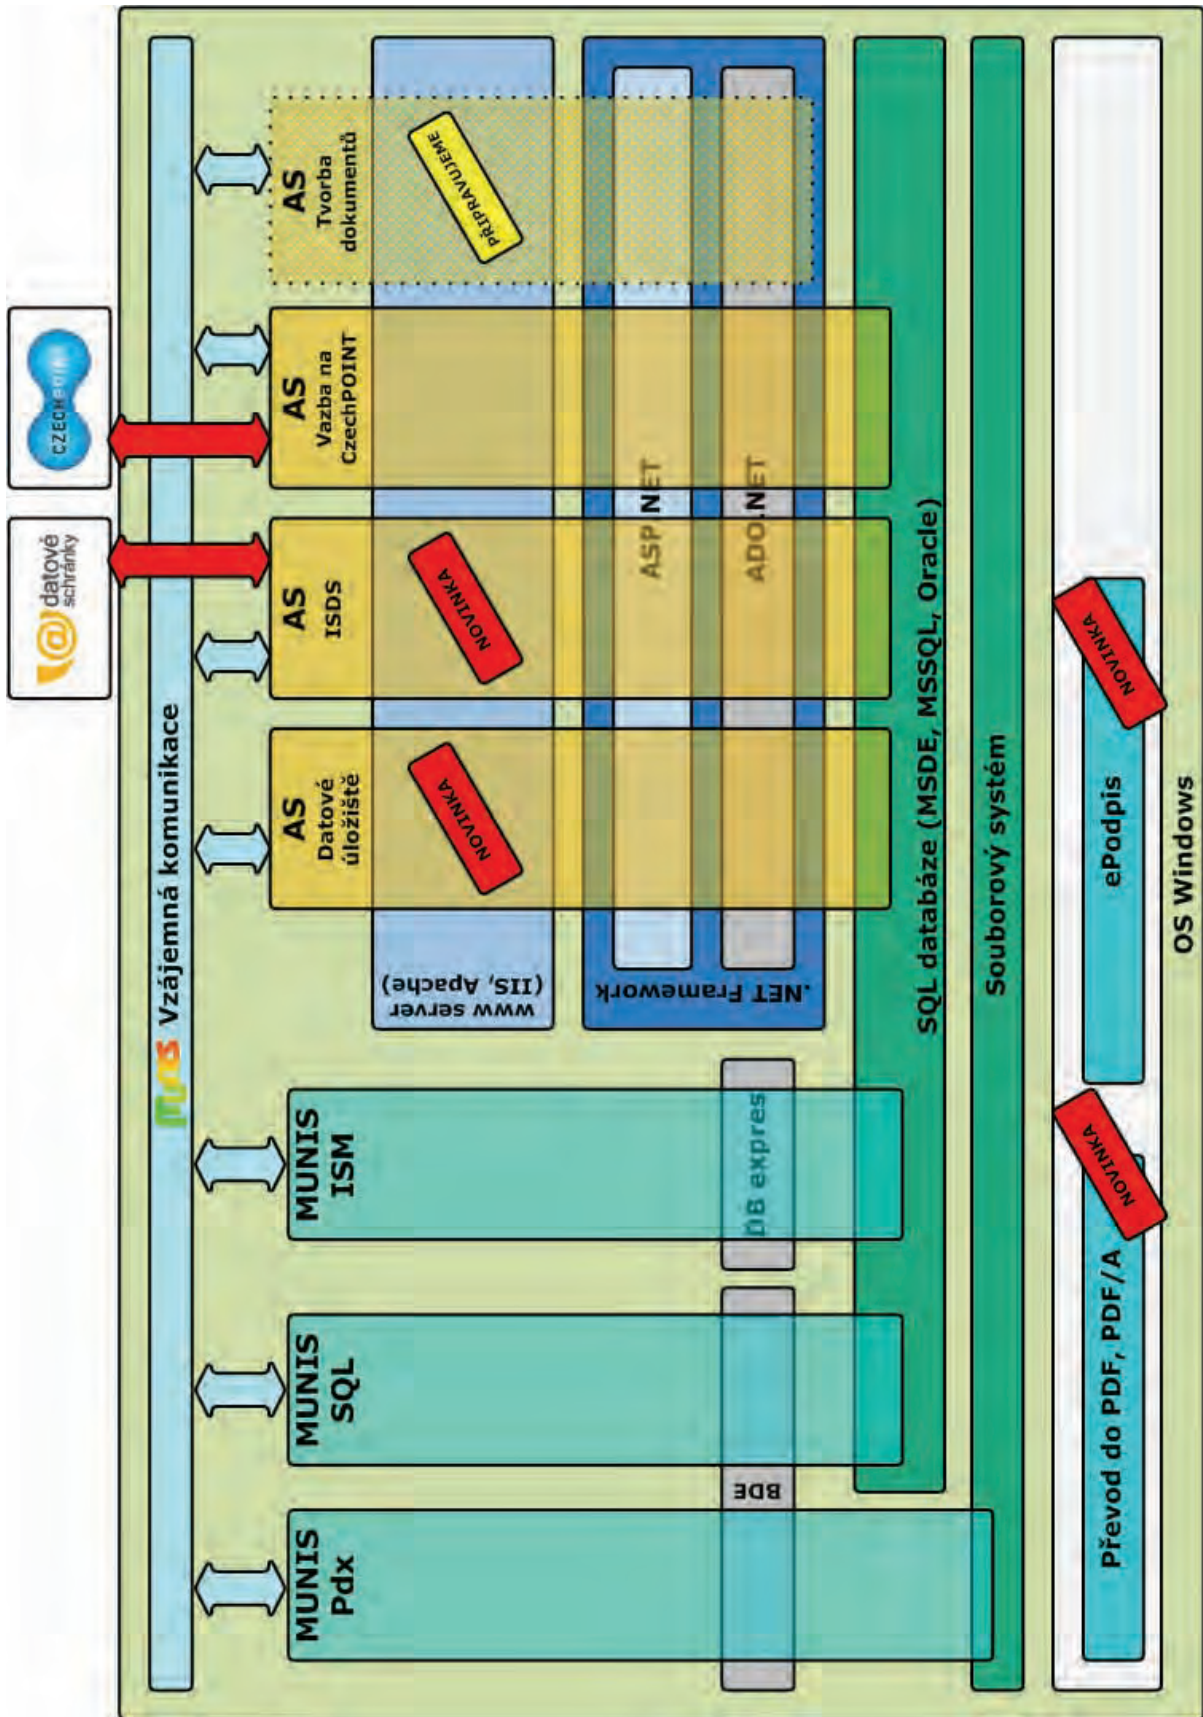 CZECHPOINT
datové
schránky
Vzájemná komunikace
MUNIS
Pdx
MUNIS
SQL
MUNIS
ISM
AS
Datové
úložiště
AS
ISDS
AS
Vazba na
CzechPOINT
AS
Tvorba
dokumentů
NOVINKA
NOVINKA
PŘIPRAVUJEME
www server
(IIS, Apache)
.NET Framework
ASP.NET
ADO.NET
BDE
DB expres
SQL databáze (MSDE, MSSQL, Oracle)
Souborový systém
Převod do PDF, PDF/A
NOVINKA
ePodpis
NOVINKA
OS Windows